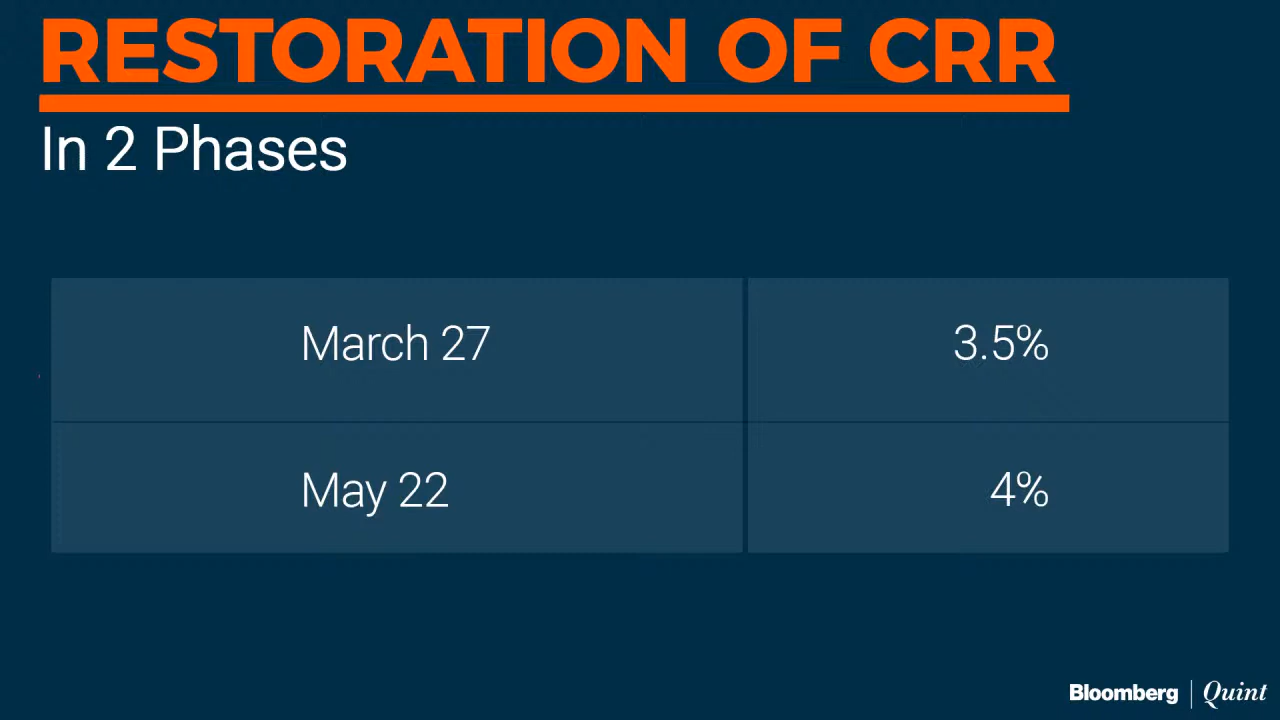 RESTORATION OF CRR
In 2 Phases
March 27 3.5%
May 22 4%
Bloomberg | Quint